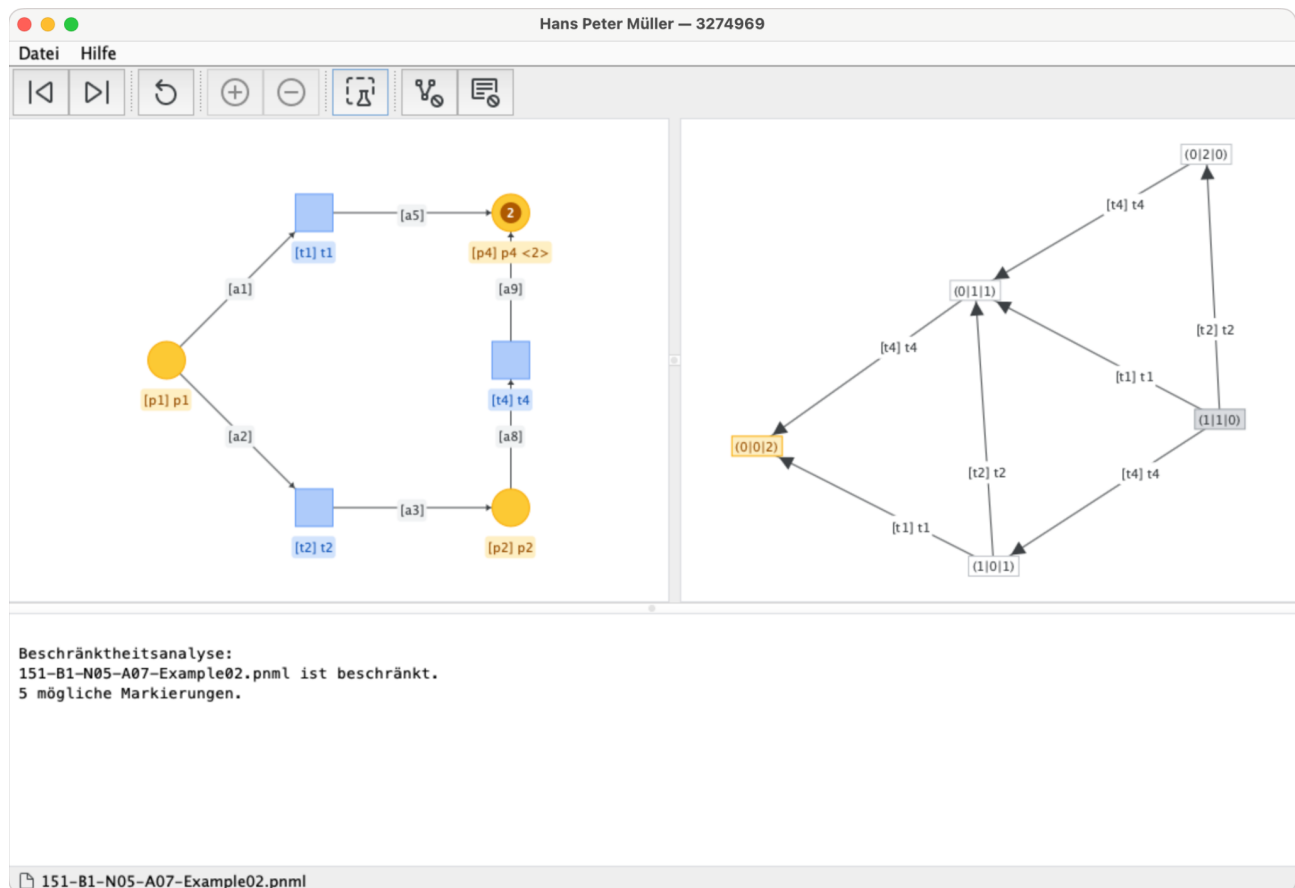 Hans Peter Müller — 3274969
Datei Hilfe
[a5]
2
[t1] t1
[p4] p4 <2>
[a1]
[a9]
[p1] p1
[t4] t4
[a2]
[a8]
[a3]
[t2] t2
[p2] p2
(0|2|0)
[t4] t4
(0|1|1)
[t2] t2
[t4] t4
[t1] t1
(1|1|0)
(0|0|2)
[t2] t2
[t4] t4
[t1] t1
(1|0|1)
Beschränktheitsanalyse:
151-B1-N05-A07-Example02.pnml ist beschränkt.
5 mögliche Markierungen.
151-B1-N05-A07-Example02.pnml